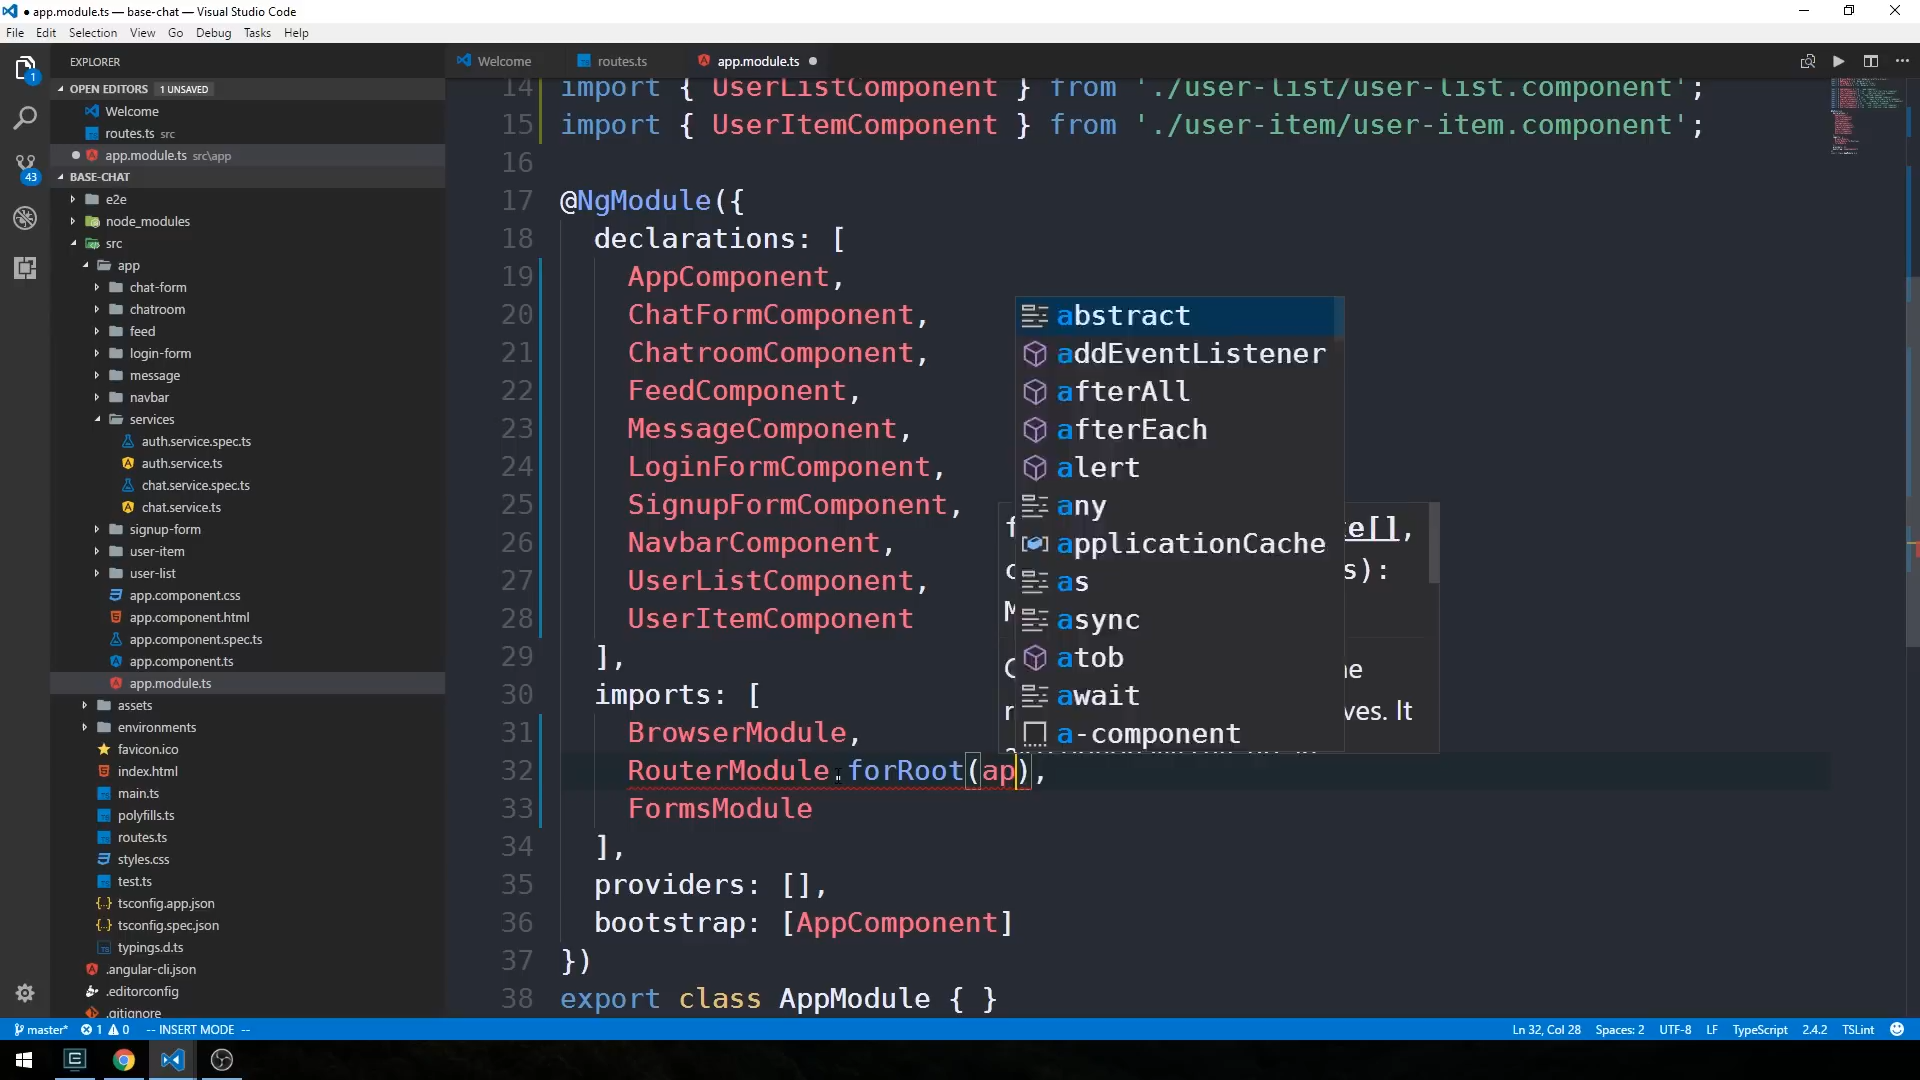 app.module.ts — base-chat — Visual Studio Code
File Edit Selection View Go Debug Tasks Help
EXPLORER
OPEN EDITORS 1 UNSAVED
Welcome
routes.ts src
app.module.ts src\app
BASE-CHAT
e2e
node_modules
src
app
chat-form
chatroom
feed
login-form
message
navbar
services
auth.service.spec.ts
auth.service.ts
chat.service.spec.ts
chat.service.ts
signup-form
user-item
user-list
app.component.css
app.component.html
app.component.spec.ts
app.component.ts
app.module.ts
assets
environments
favicon.ico
index.html
main.ts
polyfills.ts
routes.ts
styles.css
test.ts
tsconfig.app.json
tsconfig.spec.json
typings.d.ts
.angular-cli.json
.editorconfig
.gitignore
1
43
Welcome routes.ts app.module.ts
14 import { UserListComponent } from './user-list/user-list.component';
15 import { UserItemComponent } from './user-item/user-item.component';
16
17 @NgModule({
18 declarations: [
19 AppComponent,
20 ChatFormComponent,
21 ChatroomComponent,
22 FeedComponent,
23 MessageComponent,
24 LoginFormComponent,
25 SignupFormComponent,
26 NavbarComponent,
27 UserListComponent,
28 UserItemComponent
29 ],
30 imports: [
31 BrowserModule,
32 RouterModule.forRoot(ap),
33 FormsModule
34 ],
35 providers: [],
36 bootstrap: [AppComponent]
37 })
38 export class AppModule { }
abstract
addEventListener
afterAll
afterEach
alert
any
applicationCache
as
async
atob
await
a-component
e[],
s):
ves. It
master* 1 0 -- INSERT MODE -- Ln 32, Col 28 Spaces: 2 UTF-8 LF TypeScript 2.4.2 TSLint